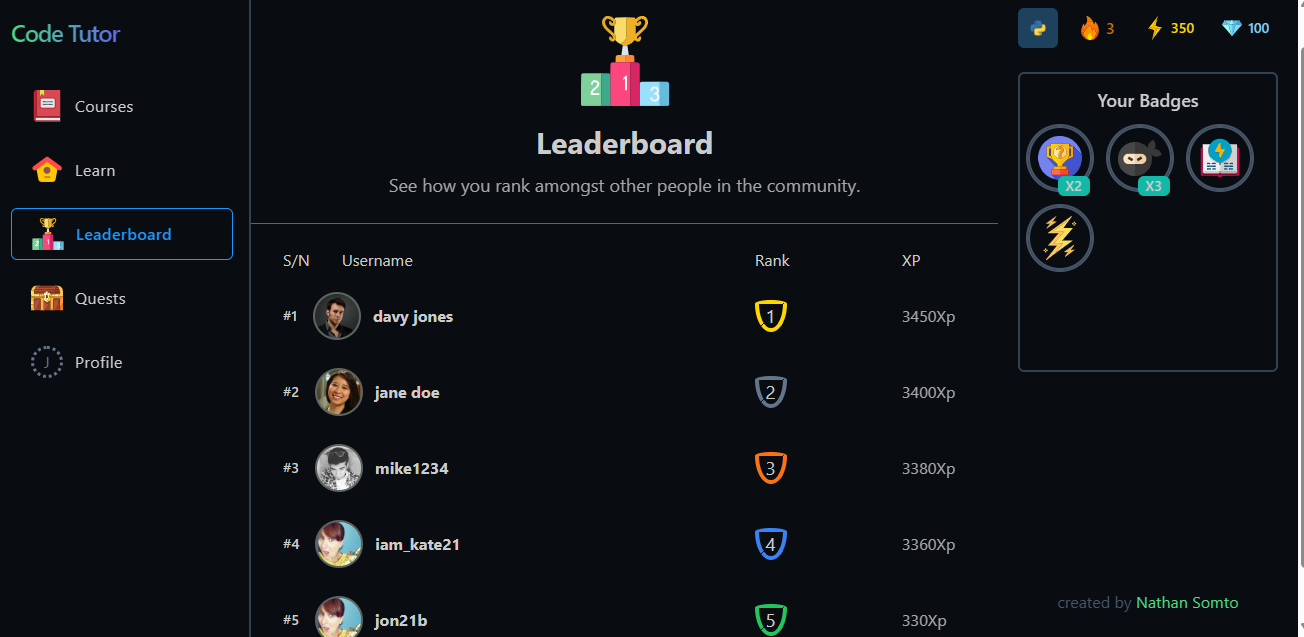 Code Tutor
Courses
Learn
Leaderboard
Quests
J Profile
2 1 3
Leaderboard
See how you rank amongst other people in the community.
S/N Username Rank XP
#1 davy jones 1 3450Xp
#2 jane doe 2 3400Xp
#3 mike1234 3 3380Xp
#4 iam_kate21 4 3360Xp
#5 jon21b 5 330Xp
3 350 100
Your Badges
X2 X3
created by Nathan Somto